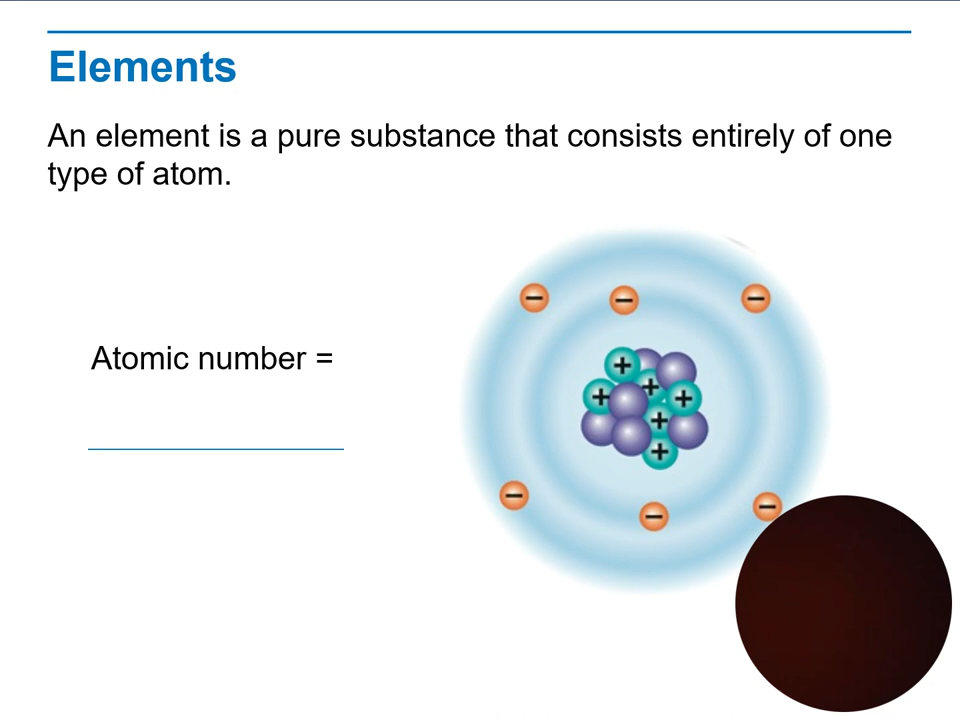 Elements
An element is a pure substance that consists entirely of one
type of atom.
Atomic number =
− − −
+ +
+ + +
+
− − −